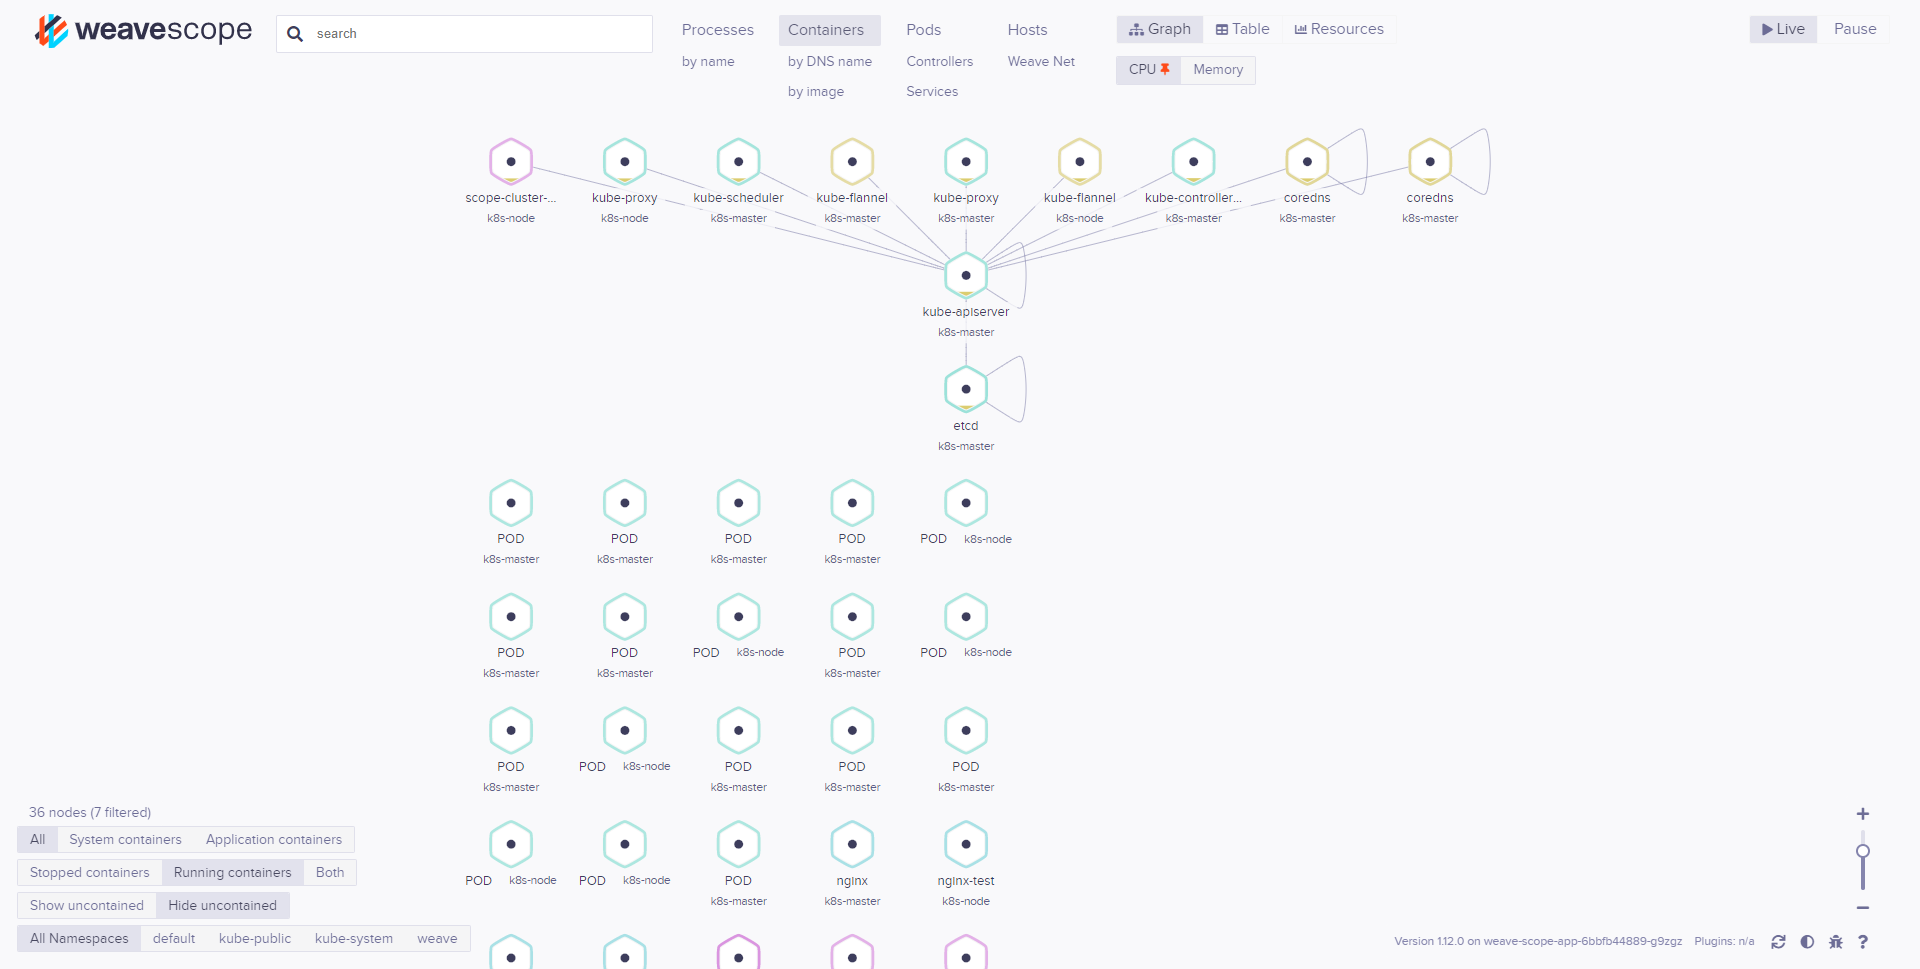 weavescope
search
Processes Containers Pods Hosts
Graph Table Resources
Live Pause
by name by DNS name Controllers Weave Net
CPU Memory
by image Services
scope-cluster-... kube-proxy kube-scheduler kube-flannel kube-proxy kube-flannel kube-controller... coredns coredns
k8s-node k8s-node k8s-master k8s-master k8s-master k8s-node k8s-master k8s-master k8s-master
kube-apiserver
k8s-master
etcd
k8s-master
POD POD POD POD POD k8s-node
k8s-master k8s-master k8s-master k8s-master
POD POD POD k8s-node POD POD k8s-node
k8s-master k8s-master k8s-master
POD POD k8s-node POD POD POD
k8s-master k8s-master k8s-master k8s-master
POD k8s-node POD k8s-node POD nginx nginx-test
k8s-master k8s-master k8s-node
36 nodes (7 filtered)
All System containers Application containers
Stopped containers Running containers Both
Show uncontained Hide uncontained
All Namespaces default kube-public kube-system weave
Version 1.12.0 on weave-scope-app-6bbfb44889-g9zgz Plugins: n/a